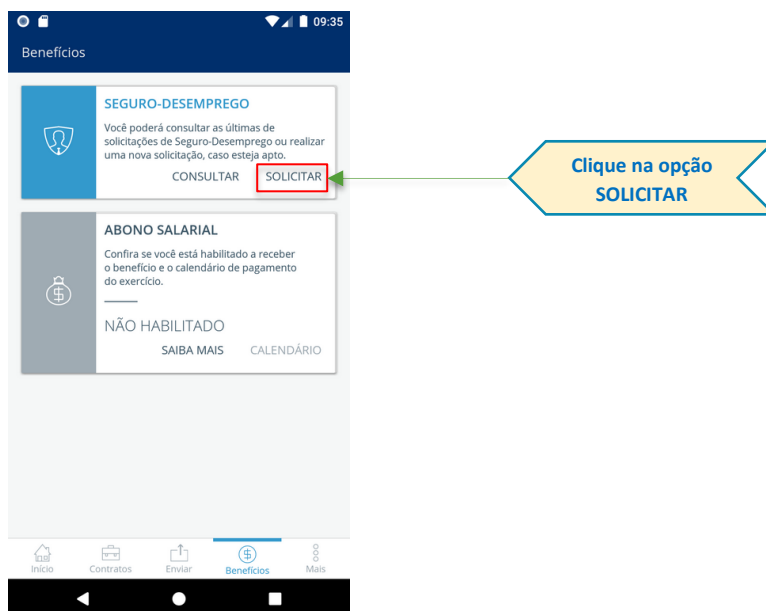 09:35
Benefícios
SEGURO-DESEMPREGO
Você poderá consultar as últimas de
solicitações de Seguro-Desemprego ou realizar
uma nova solicitação, caso esteja apto.
CONSULTAR SOLICITAR
Clique na opção
SOLICITAR
ABONO SALARIAL
Confira se você está habilitado a receber
o benefício e o calendário de pagamento
do exercício.
NÃO HABILITADO
SAIBA MAIS CALENDÁRIO
Início Contratos Enviar Benefícios Mais